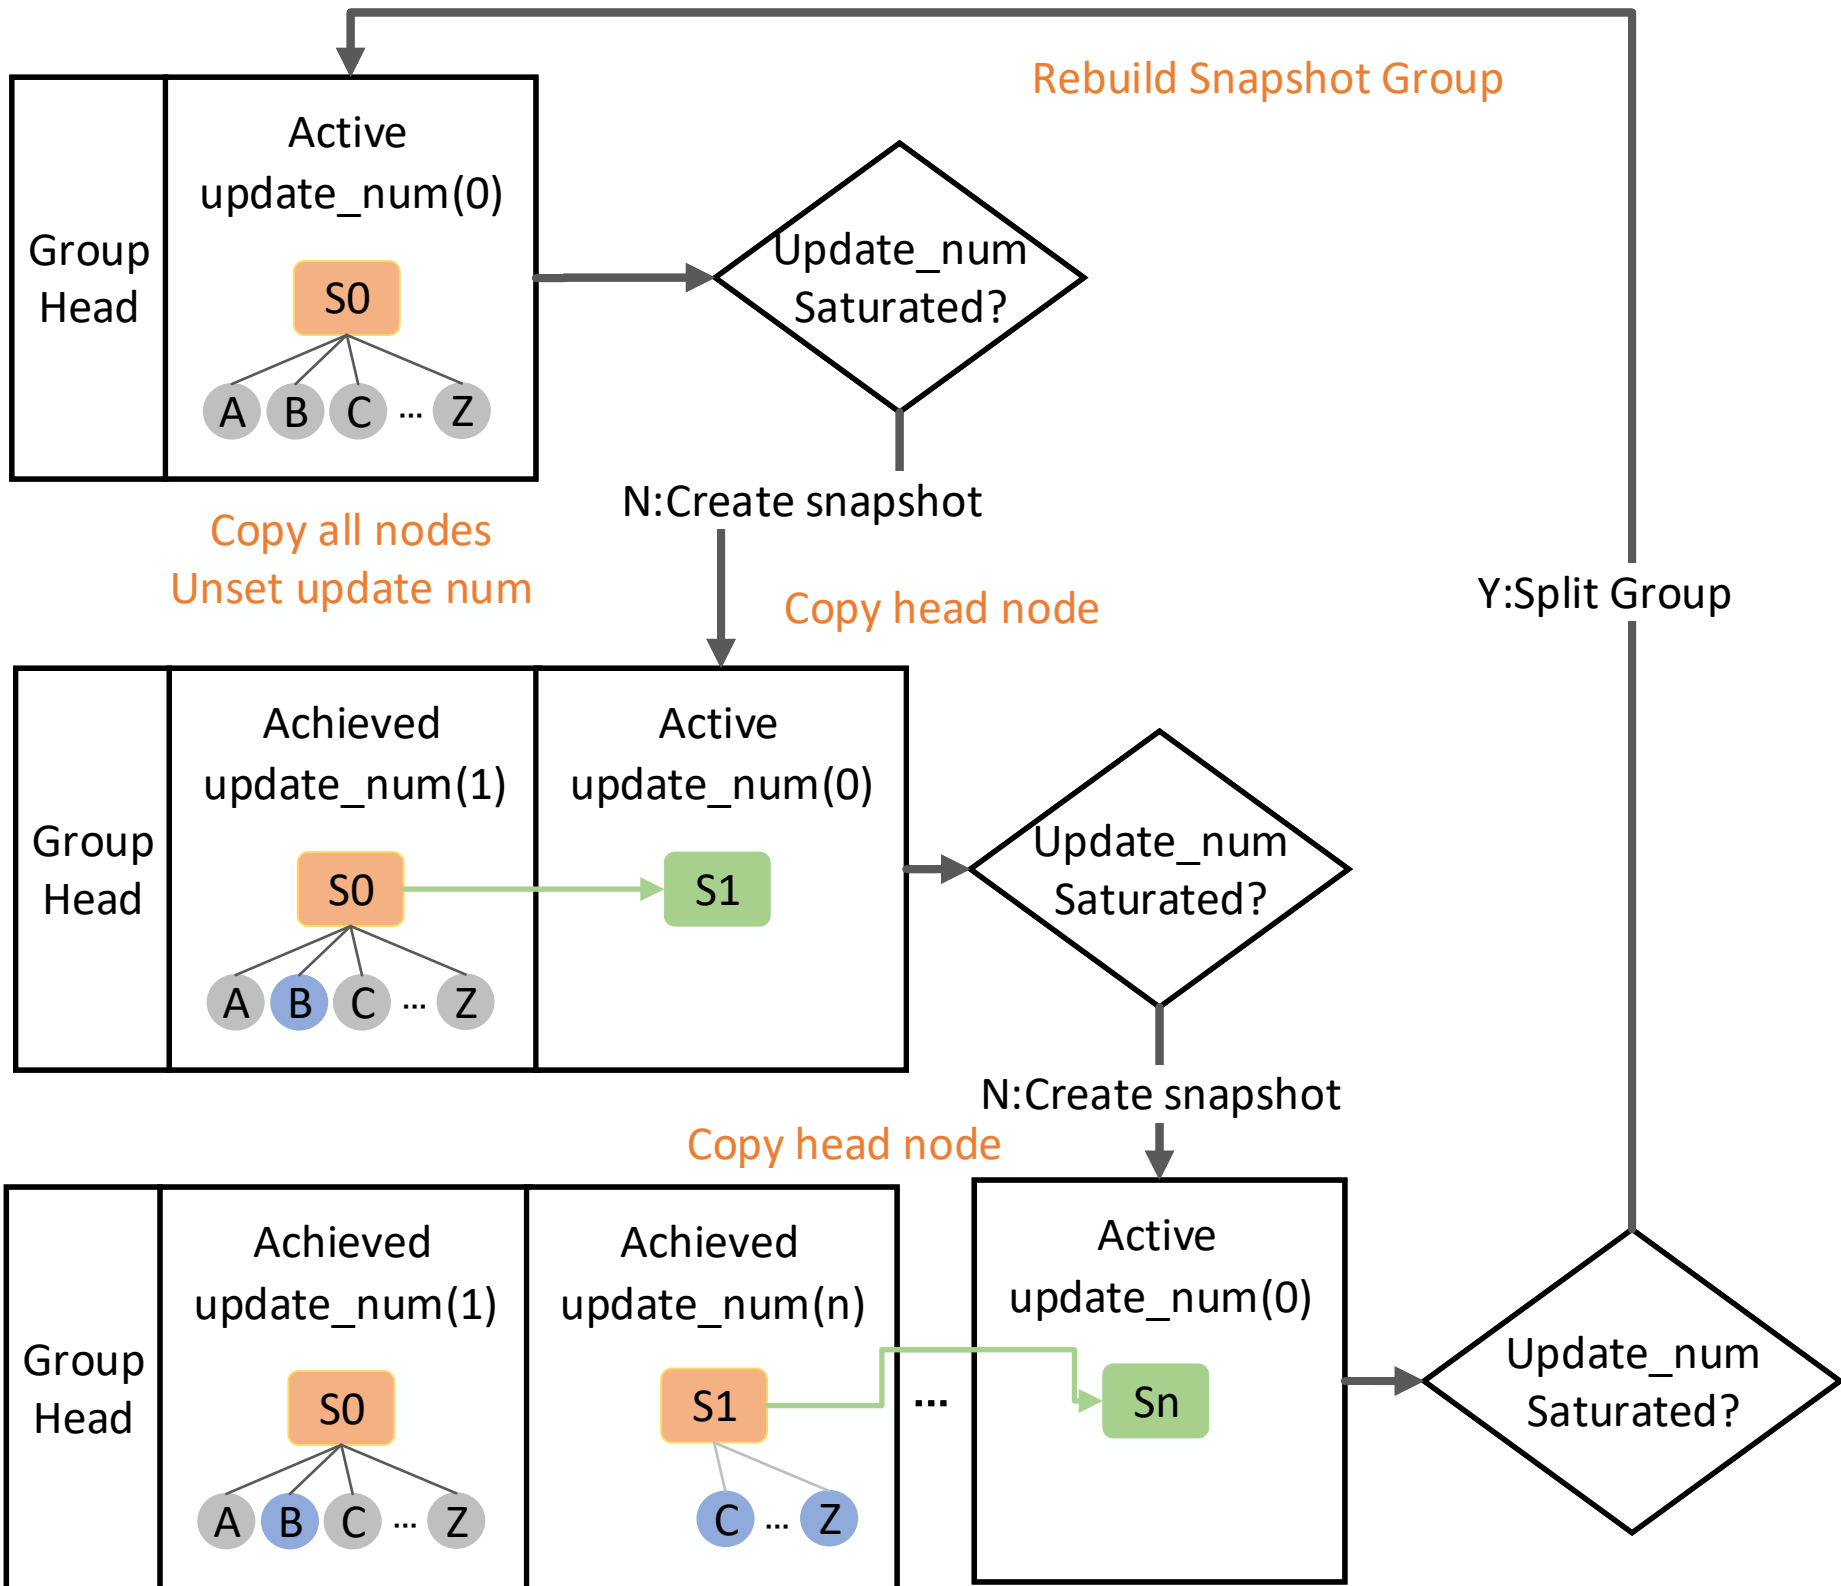 Rebuild Snapshot Group
Group
Head
Active
update_num(0)
S0
A B C ... Z
Update_num
Saturated?
N:Create snapshot
Copy all nodes
Unset update num
Copy head node
Y:Split Group
Group
Head
Achieved
update_num(1)
S0
A B C ... Z
Active
update_num(0)
S1
Update_num
Saturated?
N:Create snapshot
Copy head node
Group
Head
Achieved
update_num(1)
S0
A B C ... Z
Achieved
update_num(n)
S1
C ... Z
...
Active
update_num(0)
Sn
Update_num
Saturated?